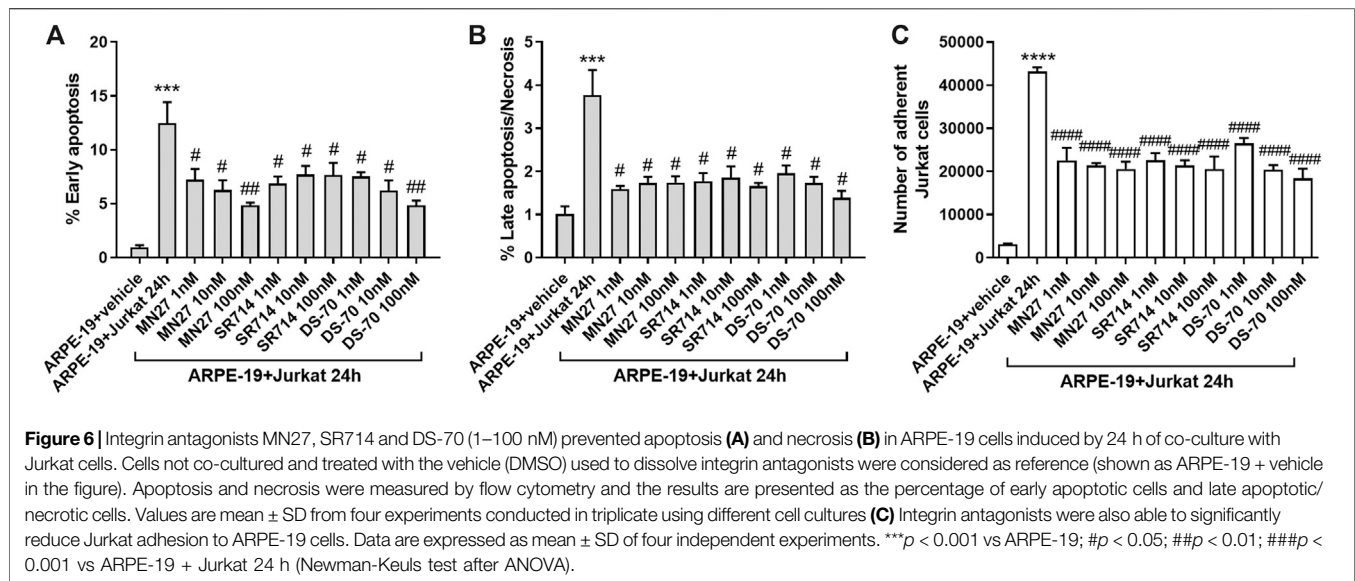 A
% Early apoptosis
20
15
10
5
0
***
#
#
##
#
#
#
#
#
##
ARPE-19+vehicle
ARPE-19+Jurkat 24h
MN27 1nM
MN27 10nM
MN27 100nM
SR714 1nM
SR714 10nM
SR714 100nM
DS-70 1nM
DS-70 10nM
DS-70 100nM
ARPE-19+Jurkat 24h
B
% Late apoptosis/Necrosis
5
4
3
2
1
0
***
#
#
#
#
#
#
#
#
#
ARPE-19+vehicle
ARPE-19+Jurkat 24h
MN27 1nM
MN27 10nM
MN27 100nM
SR714 1nM
SR714 10nM
SR714 100nM
DS-70 1nM
DS-70 10nM
DS-70 100nM
ARPE-19+Jurkat 24h
C
Number of adherent
Jurkat cells
50000
40000
30000
20000
10000
0
****
####
####
####
####
####
####
####
####
####
ARPE-19+vehicle
ARPE-19+Jurkat 24h
MN27 1nM
MN27 10nM
MN27 100nM
SR714 1nM
SR714 10nM
SR714 100nM
DS-70 1nM
DS-70 10nM
DS-70 100nM
ARPE-19+Jurkat 24h
Figure 6 | Integrin antagonists MN27, SR714 and DS-70 (1–100 nM) prevented apoptosis (A) and necrosis (B) in ARPE-19 cells induced by 24 h of co-culture with
Jurkat cells. Cells not co-cultured and treated with the vehicle (DMSO) used to dissolve integrin antagonists were considered as reference (shown as ARPE-19 + vehicle
in the figure). Apoptosis and necrosis were measured by flow cytometry and the results are presented as the percentage of early apoptotic cells and late apoptotic/
necrotic cells. Values are mean ± SD from four experiments conducted in triplicate using different cell cultures (C) Integrin antagonists were also able to significantly
reduce Jurkat adhesion to ARPE-19 cells. Data are expressed as mean ± SD of four independent experiments. ***p < 0.001 vs ARPE-19; #p < 0.05; ##p < 0.01; ###p <
0.001 vs ARPE-19 + Jurkat 24 h (Newman-Keuls test after ANOVA).